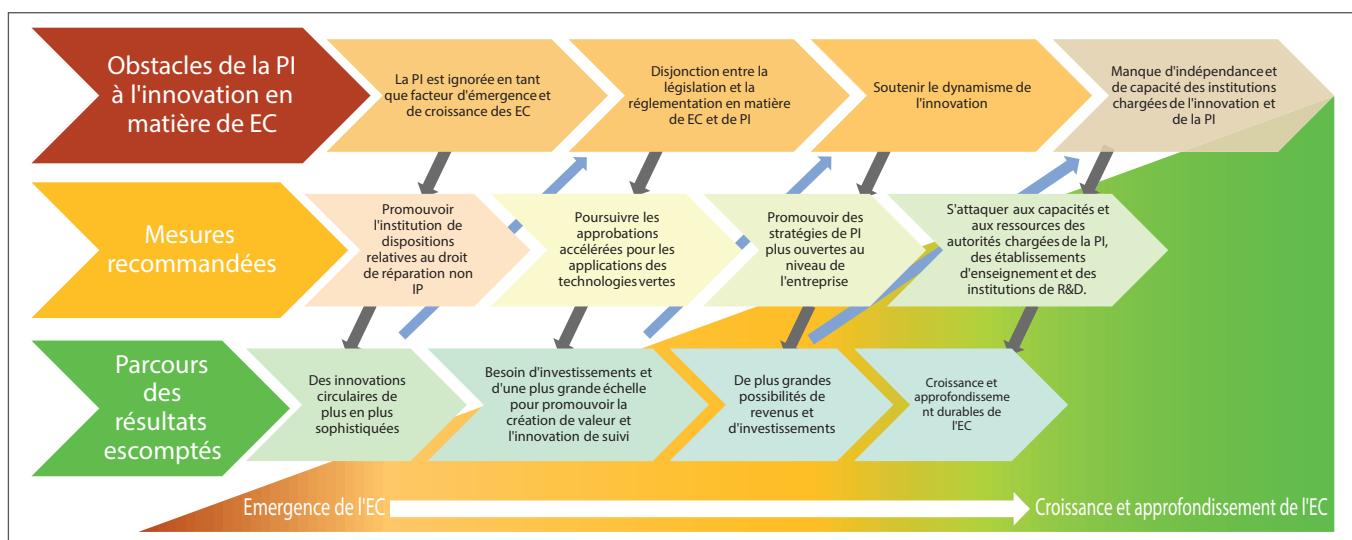 Obstacles de la PI
à l'innovation en
matière de EC
La PI est ignorée en tant
que facteur d'émergence et
de croissance des EC
Disjonction entre la
législation et la
réglementation en matière
de EC et de PI
Soutenir le dynamisme de
l'innovation
Manque d'indépendance et
de capacité des institutions
chargées de l'innovation et
de la PI
Mesures
recommandées
Promouvoir
l'institution de
dispositions
relatives au droit
de réparation non
IP
Poursuivre les
approbations
accélérées pour les
applications des
technologies vertes
Promouvoir des
stratégies de PI
plus ouvertes au
niveau de
l'entreprise
S'attaquer aux capacités et
aux ressources des
autorités chargées de la PI,
des établissements
d'enseignement et des
institutions de R&D.
Parcours
des
résultats
escomptés
Des innovations
circulaires de
plus en plus
sophistiquées
Besoin d'investissements et
d'une plus grande échelle
pour promouvoir la
création de valeur et
l'innovation de suivi
De plus grandes
possibilités de
revenus et
d'investissements
Croissance et
approfondisseme
nt durables de
l'EC
Emergence de l'EC
Croissance et approfondissement de l'EC